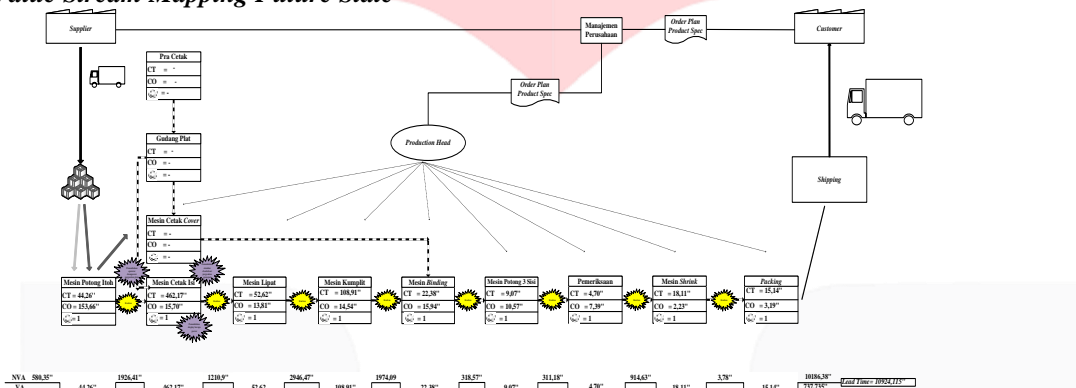 Value Stream Mapping Future State
Supplier
Manajemen
Perusahaan
Order Plan
Product Spec
Customer
Pra Cetak
CT = -
CO = -
= -
Order Plan
Product Spec
Gudang Plat
CT = -
CO = -
= -
Production Head
Shipping
Mesin Cetak Cover
CT = -
CO = -
= -
Mesin Potong Itoh
CT = 44,26"
CO = 153,66"
= 1
Mesin Cetak Isi
CT = 462,17"
CO = 15,70"
= 1
Mesin Lipat
CT = 52,62"
CO = 13,81"
= 1
Mesin Kumplit
CT = 108,91"
CO = 14,54"
= 1
Mesin Binding
CT = 22,38"
CO = 15,94"
= 1
Mesin Potong 3 Sisi
CT = 9,07"
CO = 10,57"
= 1
Pemeriksaan
CT = 4,70"
CO = 7,39"
= 1
Mesin Shrink
CT = 18,11"
CO = 2,23"
= 1
Packing
CT = 15,14"
CO = 3,19"
= 1
NVA 580,35" 1926,41" 1210,9" 2946,47" 1974,09 318,57" 311,18" 914,63" 3,78" 10186,38"
VA 44,26" 462,17" 52,62 108,91" 22,38" 9,07" 4,70" 18,11" 15,14" 737,735"
Lead Time= 10924,115"